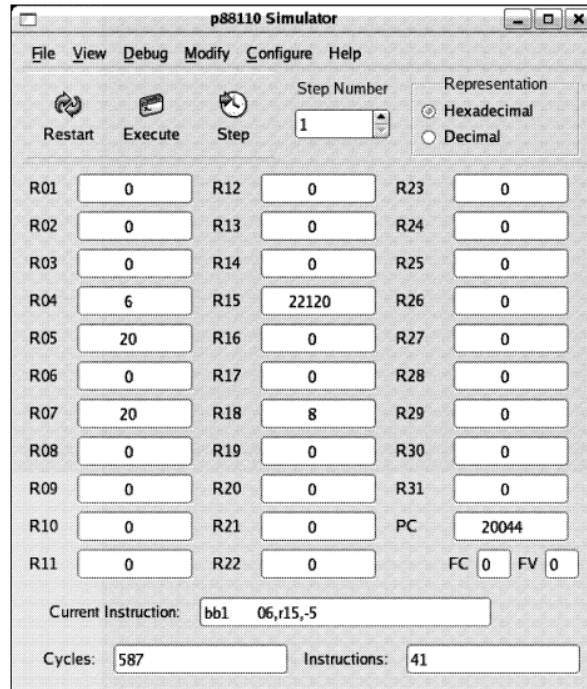 p88110 Simulator
File View Debug Modify Configure Help
Restart Execute Step
Step Number
1
Representation
Hexadecimal
Decimal
R01 0 R12 0 R23 0
R02 0 R13 0 R24 0
R03 0 R14 0 R25 0
R04 6 R15 22120 R26 0
R05 20 R16 0 R27 0
R06 0 R17 0 R28 0
R07 20 R18 8 R29 0
R08 0 R19 0 R30 0
R09 0 R20 0 R31 0
R10 0 R21 0 PC 20044
R11 0 R22 0 FC 0 FV 0
Current Instruction: bb1 06,r15,-5
Cycles: 587 Instructions: 41